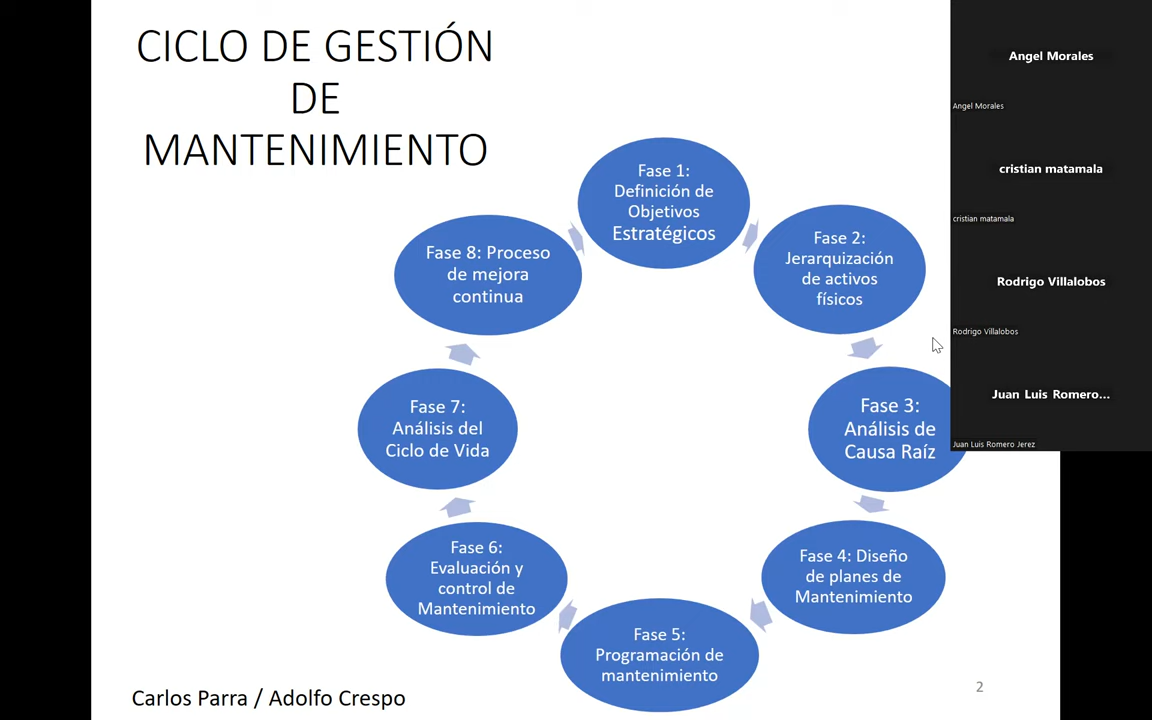 CICLO DE GESTIÓN
DE
MANTENIMIENTO
Fase 1:
Definición de
Objetivos
Estratégicos
Fase 2:
Jerarquización
de activos
físicos
Fase 3:
Análisis de
Causa Raíz
Fase 4: Diseño
de planes de
Mantenimiento
Fase 5:
Programación de
mantenimiento
Fase 6:
Evaluación y
control de
Mantenimiento
Fase 7:
Análisis del
Ciclo de Vida
Fase 8: Proceso
de mejora
continua
Carlos Parra / Adolfo Crespo
2
Angel Morales
Angel Morales
cristian matamala
cristian matamala
Rodrigo Villalobos
Rodrigo Villalobos
Juan Luis Romero...
Juan Luis Romero Jerez